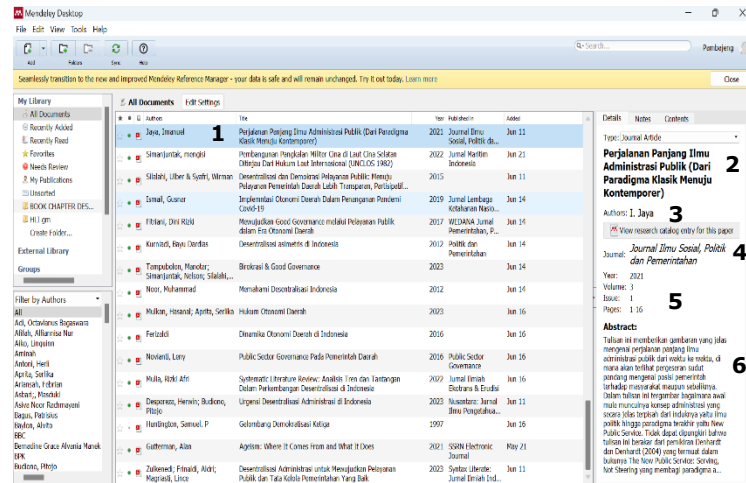 Mendeley Desktop
File Edit View Tools Help
Add Folders Sync Help
Search...
Pambajeng
Seamlessly transition to the new and improved Mendeley Reference Manager - your data is safe and will remain unchanged. Try it out today. Learn more
Close
My Library
All Documents
Recently Added
Recently Read
Favorites
Needs Review
My Publications
Unsorted
BOOK CHAPTER DES...
Create Folder...
External Library
Groups
Filter by Authors
All
Adi, Octavianus Bagaswara
Afifah, Alfiannisa Nur
Aiko, Linquinn
Aminah
Antoni, Herli
Aprita, Serlika
Ariansah, Febrian
Asbarj, Masduki
Asiva Noor Rachmayani
Bagus, Patrisius
Baylon, Alvito
BBC
Bernadine Grace Alvania Manek
BPK
Budiono, Pitojo
All Documents Edit Settings
Authors Title Year Published In Added
Jaya, Imanuel 1 Perjalanan Panjang Ilmu Administrasi Publik (Dari Paradigma Klasik Menuju Kontemporer) 2021 Journal Ilmu Sosial, Politik da... Jun 11
Simanjuntak, mengisi Pembangunan Pangkalan Militer Cina di Laut Cina Selatan Ditinjau Dari Hukum Laut Internasional (UNCLOS 1982) 2022 Jurnal Maritim Indonesia Jun 21
Silalahi, Ulber & Syafri, Wirman Desentralisasi dan Demokrasi Pelayanan Publik: Menuju Pelayanan Pemerintah Daerah Lebih Transparan, Partisipatif... 2015 Jun 11
Ismail, Gusnar Implemntasi Otonomi Daerah Dalam Penanganan Pendemi Covid-19 2019 Jurnal Lembaga Ketahanan Nasio... Jun 14
Fitriani, Dini Rizki Mewujudkan Good Governance melalui Pelayanan Publik dalam Era Otonomi Daerah 2017 WEDANA Jurnal Pemerintahan, P... Jun 14
Kurniadi, Bayu Dardias Desentralisasi asimetris di Indonesia 2012 Politik dan Pemerintahan Jun 14
Tampubolon, Manotar; Simanjuntak, Nelson; Silalahi,... Birokrasi & Good Governance 2023 Jun 14
Noor, Muhammad Memahami Desentralisasi Indonesia 2012 Jun 14
Mulkan, Hasanal; Aprita, Serlika Hukum Otonomi Daerah 2023 Jun 16
Ferizaldi Dinamika Otonomi Daerah di Indonesia 2016 Jun 16
Novianti, Leny Public Sector Governance Pada Pemerintah Daerah 2016 Public Sector Governance Jun 16
Mulia, Rizki Afri Systematic Literature Review: Analisis Tren dan Tantangan Dalam Perkembangan Desentralisasi di Indonesia 2022 Jurnal Ilmiah Ekotrans & Erudisi Jun 16
Despareza, Herwin; Budiono, Pitojo Urgensi Desentralisasi Administrasi di Indonesia 2023 Nusantara: Jurnal Ilmu Pengetahua... Jun 11
Huntington, Samuel. P Gelombang Demokratisasi Ketiga 1997 Jun 16
Gutterman, Alan Ageism: Where It Comes From and What It Does 2021 SSRN Electronic Journal May 21
Zulkenedi; Frinaldi, Aldri; Magriasti, Lince Desentralisasi Administrasi untuk Mewujudkan Pelayanan Publik dan Tata Kelola Pemerintahan Yang Baik 2023 Syntax Literate: Jurnal Ilmiah Ind... Jun 11
Details Notes Contents
Type: Journal Article
Perjalanan Panjang Ilmu
Administrasi Publik (Dari 2
Paradigma Klasik Menuju
Kontemporer)
Authors: I. Jaya 3
View research catalog entry for this paper
Journal: Journal Ilmu Sosial, Politik 4
dan Pemerintahan
Year: 2021
Volume: 3
Issue: 1 5
Pages: 1-16
Abstract:
Tulisan ini memberikan gambaran yang jelas
mengenai perjalanan panjang ilmu
administrasi publik dari waktu ke waktu, di 6
mana akan terlihat pergeseran sudut
pandang mengenai posisi pemerintah
terhadap masyarakat maupun sebaliknya.
Dalam tulisan ini tergambar bagaimana awal
mula munculnya konsep administrasi yang
secara jelas terpisah dari induknya yaitu ilmu
politik hingga paradigma terakhir yaitu New
Public Service. Tidak dapat dipungkiri bahwa
tulisan ini berakar dari pemikiran Denhardt
dan Denhardt (2004) yang termuat dalam
bukunya The New Public Service: Serving,
Not Steering yang membagi paradigma a...